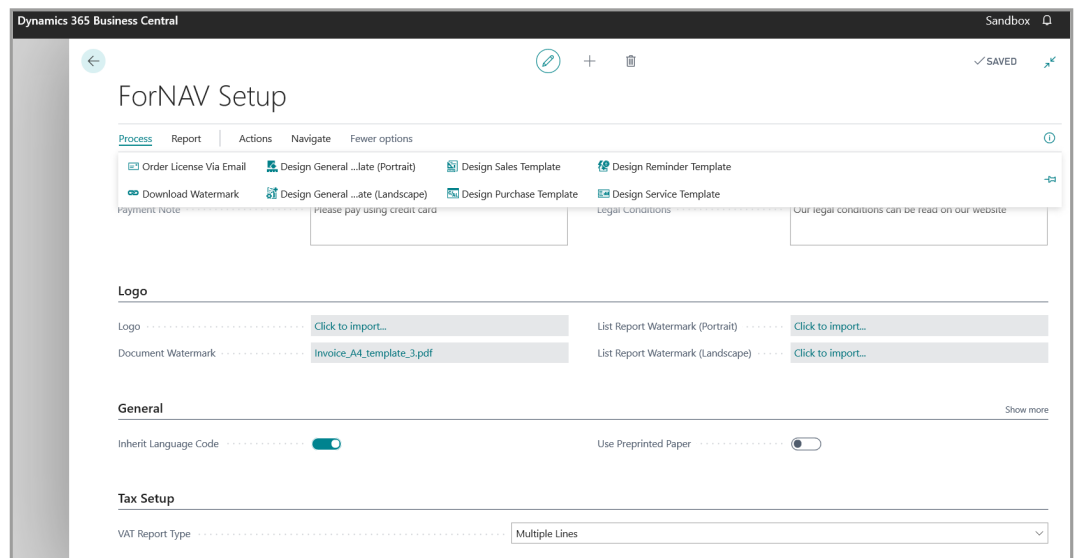 Dynamics 365 Business Central Sandbox
SAVED
ForNAV Setup
Process Report Actions Navigate Fewer options
Order License Via Email Design General ...late (Portrait) Design Sales Template Design Reminder Template
Download Watermark Design General ...ate (Landscape) Design Purchase Template Design Service Template
Payment Note Please pay using credit card Legal Conditions Our legal conditions can be read on our website
Logo
Logo Click to import... List Report Watermark (Portrait) Click to import...
Document Watermark Invoice_A4_template_3.pdf List Report Watermark (Landscape) Click to import...
General Show more
Inherit Language Code Use Preprinted Paper
Tax Setup
VAT Report Type Multiple Lines